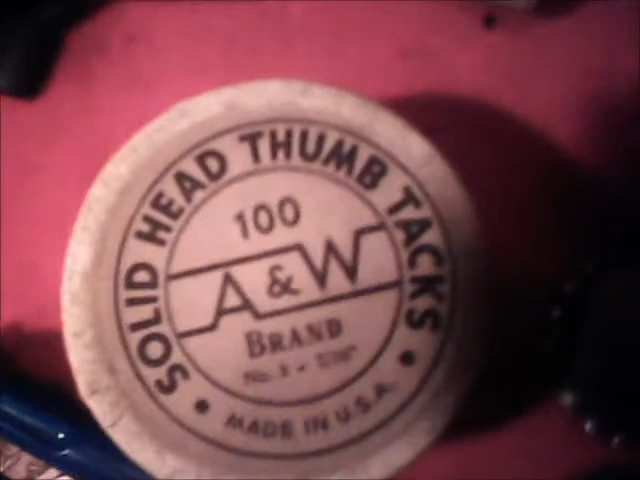 SOLID HEAD THUMB TACKS
100
A & W
BRAND
MADE IN U.S.A.